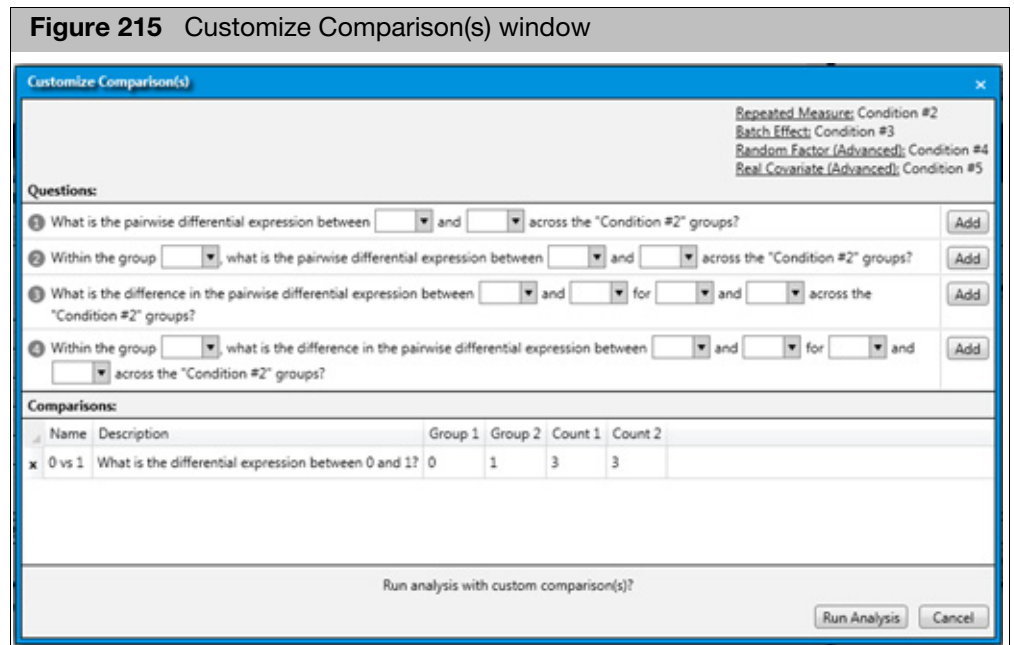 Figure 215 Customize Comparison(s) window
Customize Comparison(s) ×
Repeated Measure: Condition #2
Batch Effect: Condition #3
Random Factor (Advanced): Condition #4
Real Covariate (Advanced): Condition #5
Questions:
1 What is the pairwise differential expression between and across the "Condition #2" groups? Add
2 Within the group , what is the pairwise differential expression between and across the "Condition #2" groups? Add
3 What is the difference in the pairwise differential expression between and for and across the Add
"Condition #2" groups?
4 Within the group , what is the difference in the pairwise differential expression between and for and Add
across the "Condition #2" groups?
Comparisons:
Name Description Group 1 Group 2 Count 1 Count 2
x 0 vs 1 What is the differential expression between 0 and 1? 0 1 3 3
Run analysis with custom comparison(s)?
Run Analysis Cancel